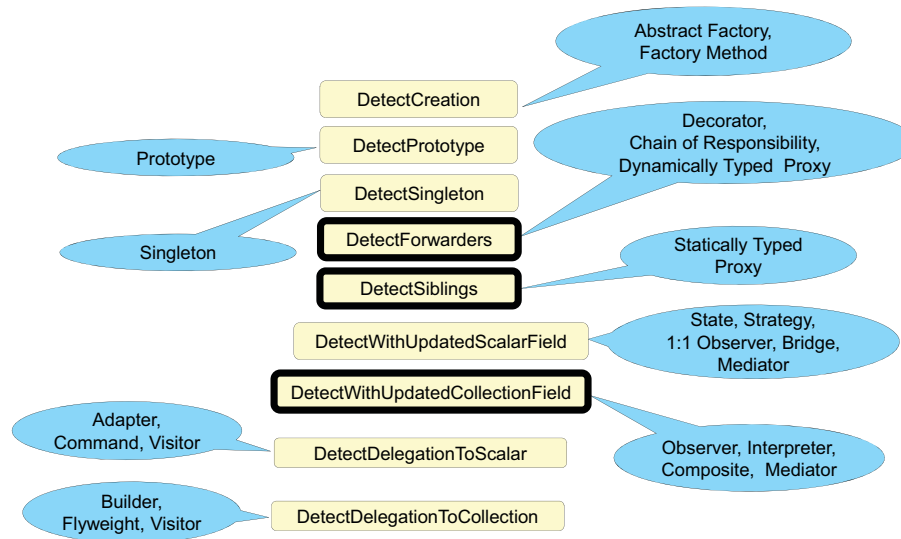 Abstract Factory,
Factory Method
DetectCreation
Decorator,
Chain of Responsibility,
Dynamically Typed Proxy
DetectPrototype
Prototype
DetectSingleton
Singleton
DetectForwarders
Statically Typed
Proxy
DetectSiblings
State, Strategy,
1:1 Observer, Bridge,
Mediator
DetectWithUpdatedScalarField
DetectWithUpdatedCollectionField
Adapter,
Command, Visitor
DetectDelegationToScalar
Observer, Interpreter,
Composite, Mediator
Builder,
Flyweight, Visitor
DetectDelegationToCollection